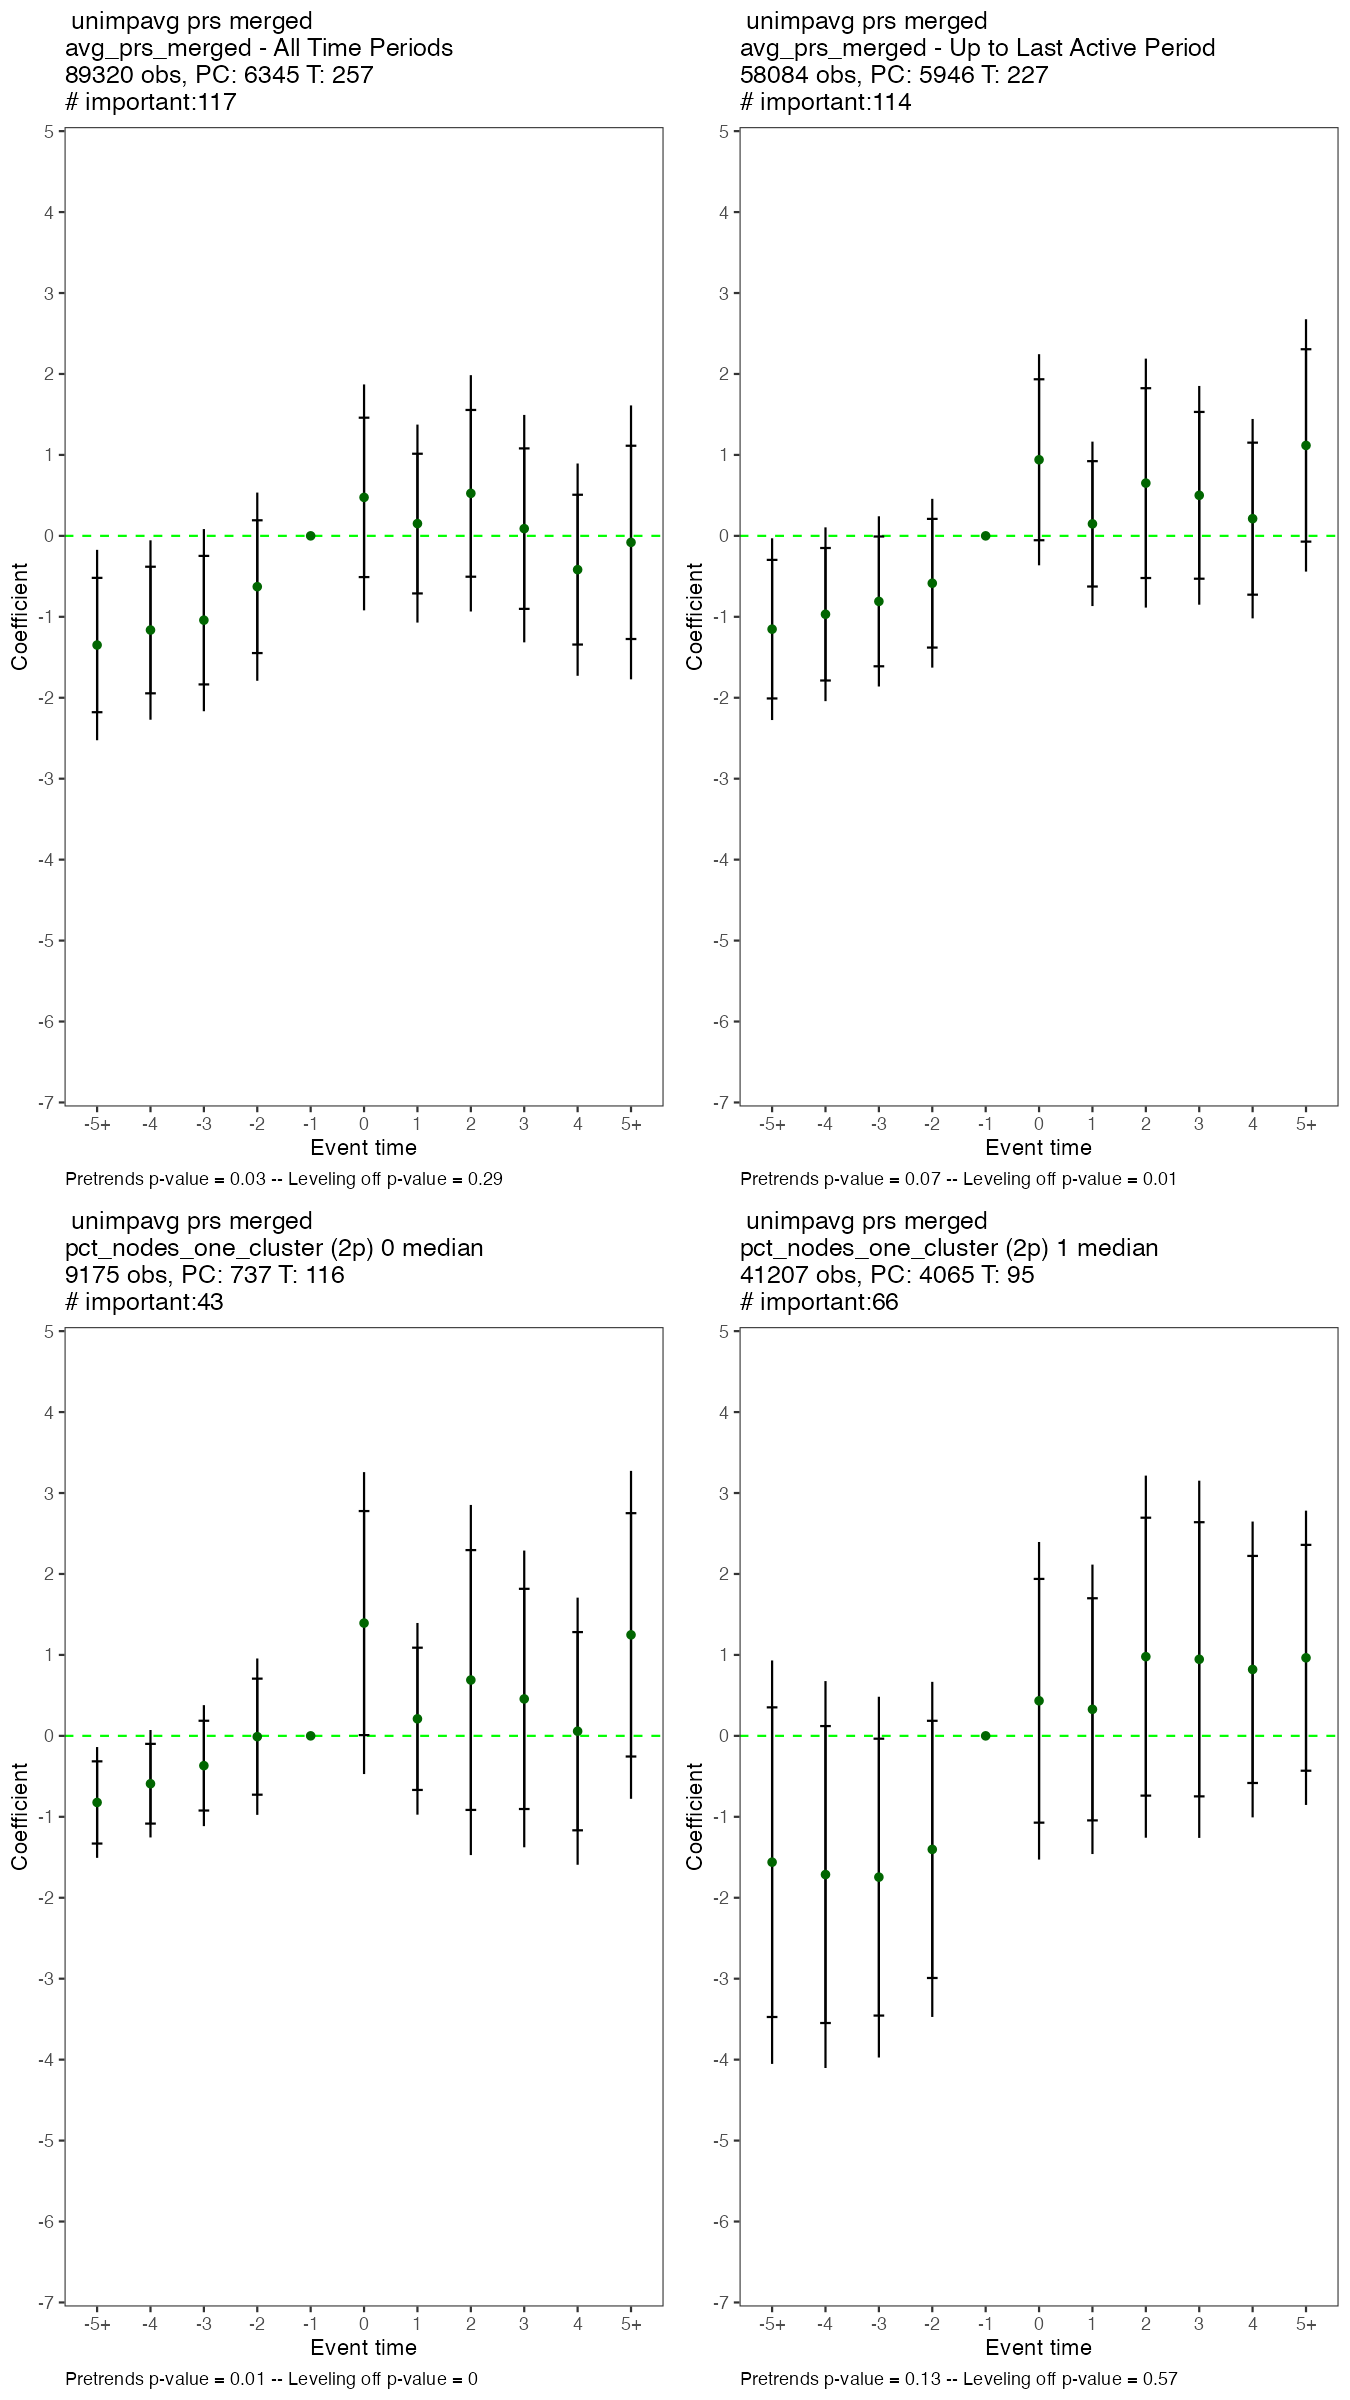 unimpavg prs merged
avg_prs_merged - All Time Periods
89320 obs, PC: 6345 T: 257
# important:117
5
4
3
2
1
0
-1
-2
-3
-4
-5
-6
-7
Coefficient
-5+ -4 -3 -2 -1 0 1 2 3 4 5+
Event time
Pretrends p-value = 0.03 -- Leveling off p-value = 0.29
unimpavg prs merged
avg_prs_merged - Up to Last Active Period
58084 obs, PC: 5946 T: 227
# important:114
5
4
3
2
1
0
-1
-2
-3
-4
-5
-6
-7
Coefficient
-5+ -4 -3 -2 -1 0 1 2 3 4 5+
Event time
Pretrends p-value = 0.07 -- Leveling off p-value = 0.01
unimpavg prs merged
pct_nodes_one_cluster (2p) 0 median
9175 obs, PC: 737 T: 116
# important:43
5
4
3
2
1
0
-1
-2
-3
-4
-5
-6
-7
Coefficient
-5+ -4 -3 -2 -1 0 1 2 3 4 5+
Event time
Pretrends p-value = 0.01 -- Leveling off p-value = 0
unimpavg prs merged
pct_nodes_one_cluster (2p) 1 median
41207 obs, PC: 4065 T: 95
# important:66
5
4
3
2
1
0
-1
-2
-3
-4
-5
-6
-7
Coefficient
-5+ -4 -3 -2 -1 0 1 2 3 4 5+
Event time
Pretrends p-value = 0.13 -- Leveling off p-value = 0.57